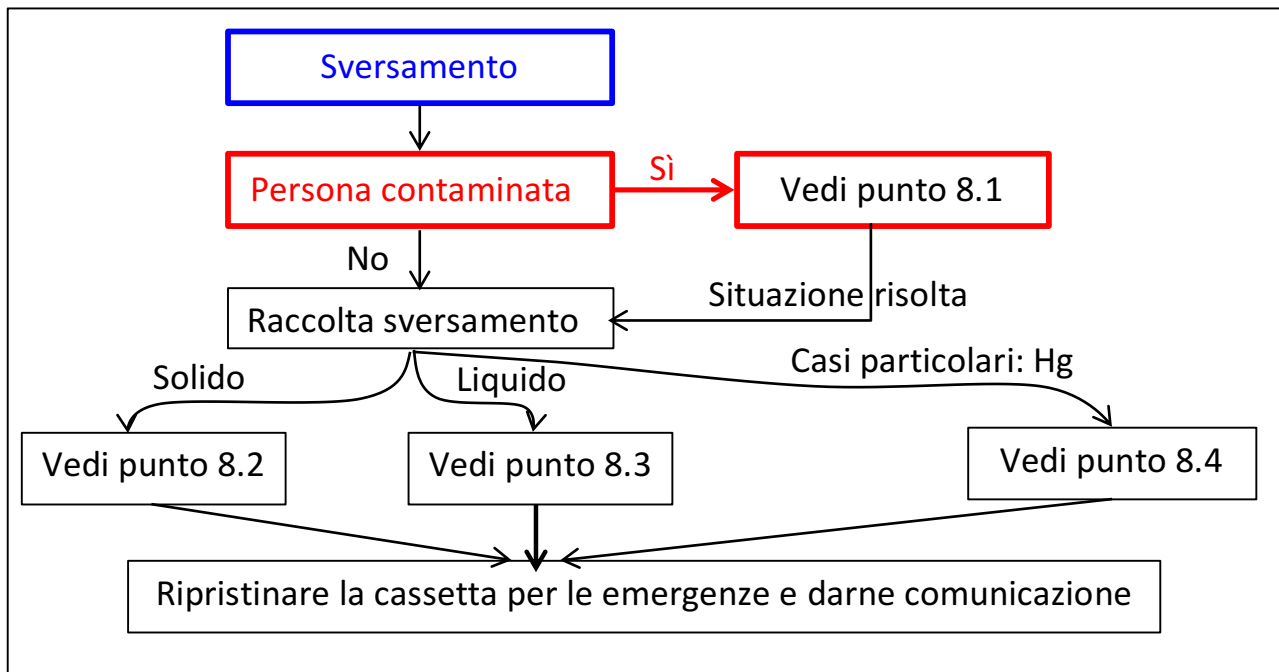 Sversamento
Persona contaminata
Sì
Vedi punto 8.1
No
Situazione risolta
Raccolta sversamento
Solido
Liquido
Casi particolari: Hg
Vedi punto 8.2
Vedi punto 8.3
Vedi punto 8.4
Ripristinare la cassetta per le emergenze e darne comunicazione